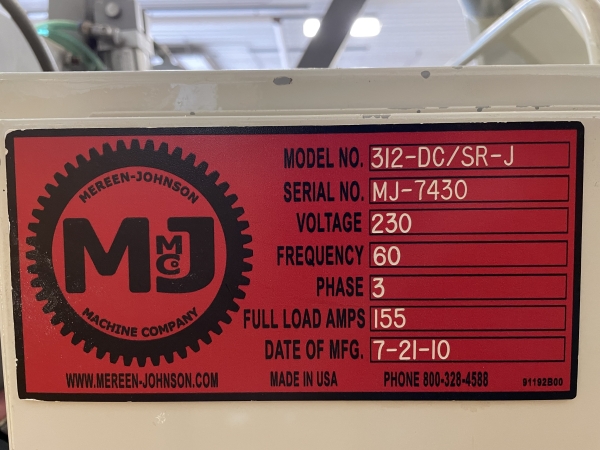 MEREEN-JOHNSON
MJ
MMCO
MACHINE COMPANY
MODEL NO. 312-DC/SR-J
SERIAL NO. MJ-7430
VOLTAGE 230
FREQUENCY 60
PHASE 3
FULL LOAD AMPS 155
DATE OF MFG. 7-21-10
WWW.MEREEN-JOHNSON.COM MADE IN USA PHONE 800-328-4588 91192B00